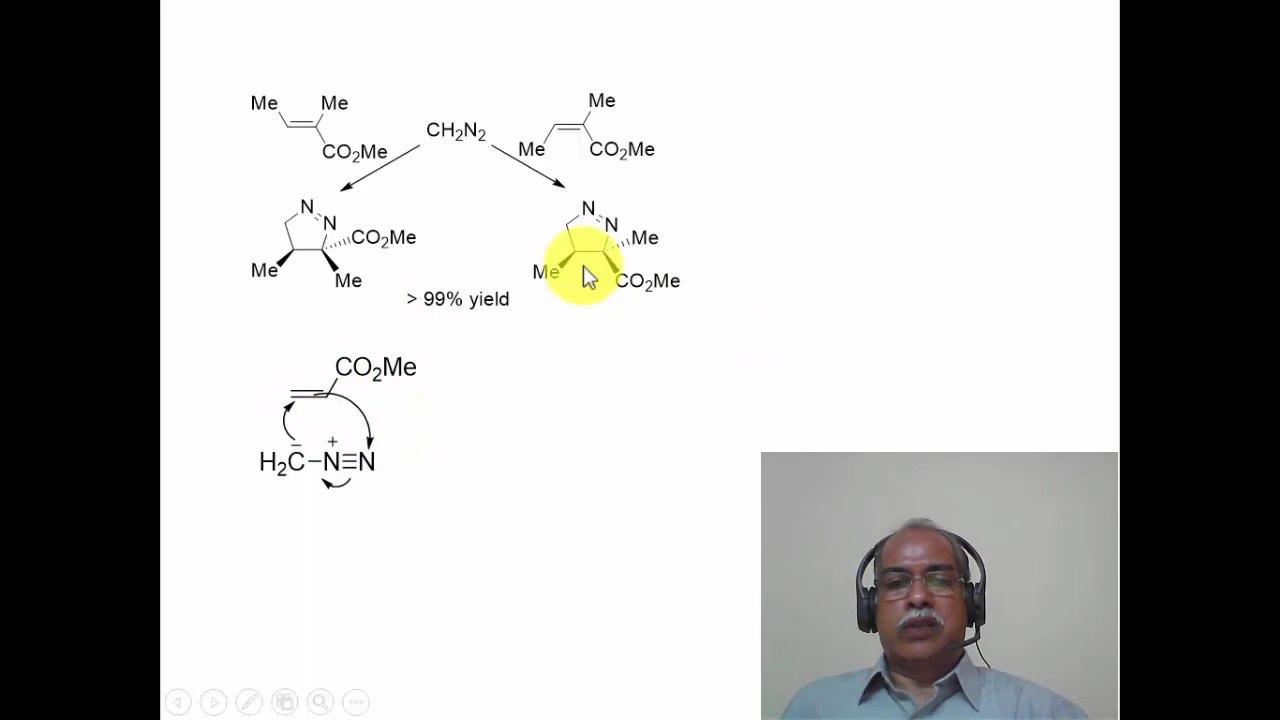 Me Me
CO₂Me
CH₂N₂
Me
Me CO₂Me
N
N
CO₂Me
Me
Me
N
N
Me
Me
CO₂Me
> 99% yield
CO₂Me
H₂C–N≡N
− +